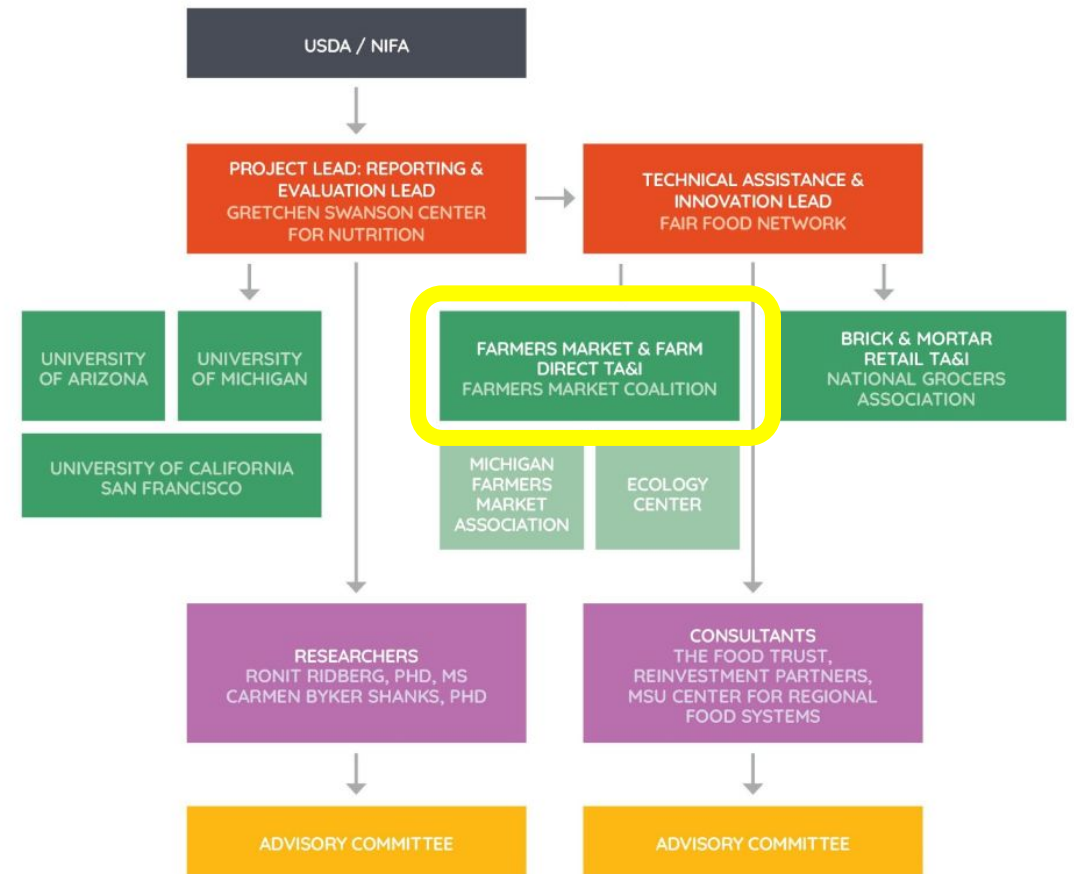 USDA / NIFA
PROJECT LEAD: REPORTING &
EVALUATION LEAD
GRETCHEN SWANSON CENTER
FOR NUTRITION
TECHNICAL ASSISTANCE &
INNOVATION LEAD
FAIR FOOD NETWORK
UNIVERSITY
OF ARIZONA
UNIVERSITY
OF MICHIGAN
UNIVERSITY OF CALIFORNIA
SAN FRANCISCO
FARMERS MARKET & FARM
DIRECT TA&I
FARMERS MARKET COALITION
BRICK & MORTAR
RETAIL TA&I
NATIONAL GROCERS
ASSOCIATION
MICHIGAN
FARMERS
MARKET
ASSOCIATION
ECOLOGY
CENTER
RESEARCHERS
RONIT RIDBERG, PHD, MS
CARMEN BYKER SHANKS, PHD
CONSULTANTS
THE FOOD TRUST,
REINVESTMENT PARTNERS,
MSU CENTER FOR REGIONAL
FOOD SYSTEMS
ADVISORY COMMITTEE
ADVISORY COMMITTEE